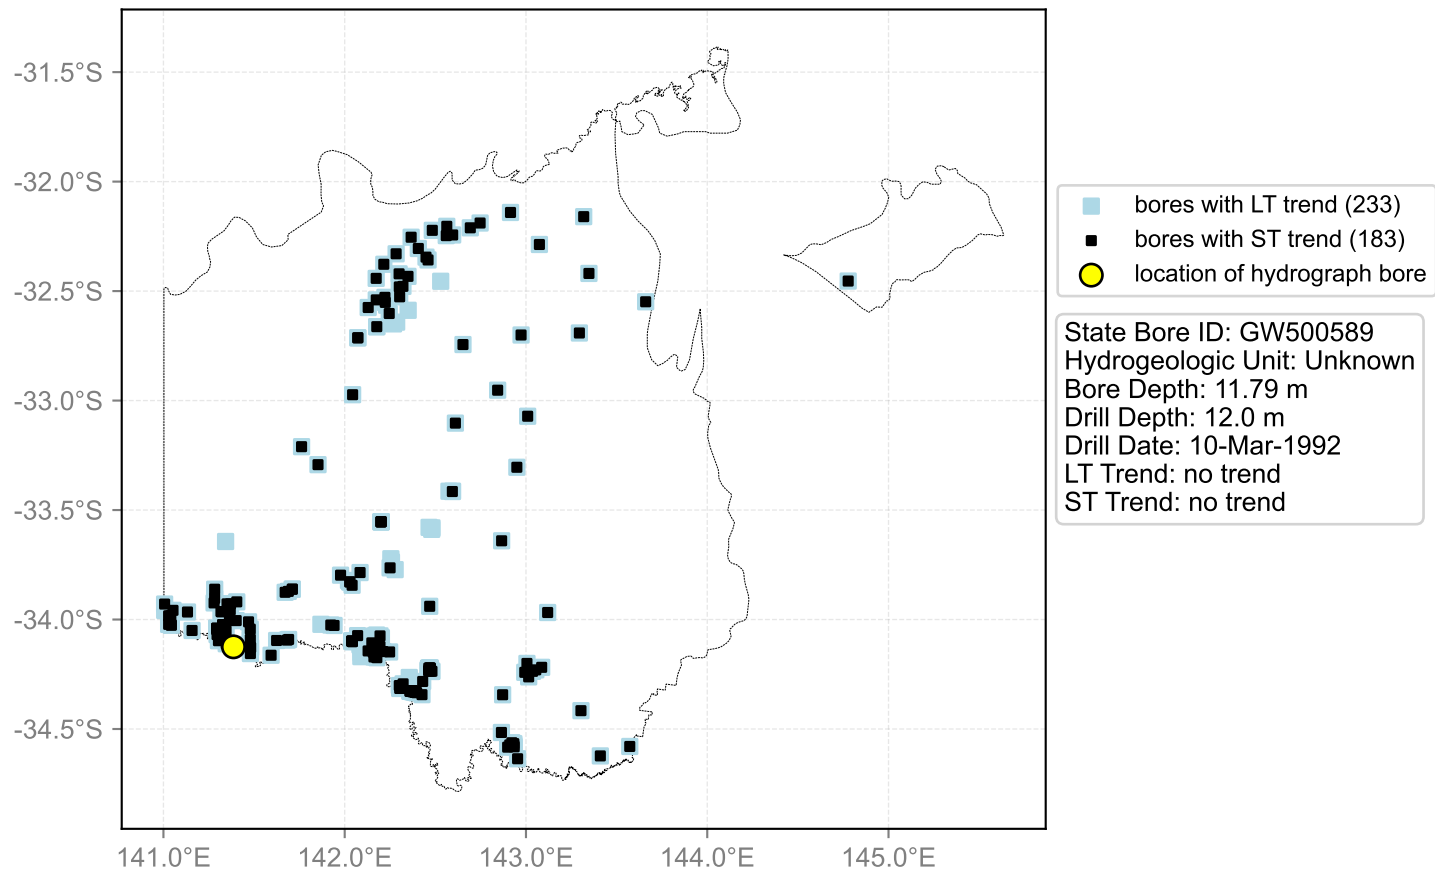 -31.5°S
-32.0°S
-32.5°S
-33.0°S
-33.5°S
-34.0°S
-34.5°S
141.0°E
142.0°E
143.0°E
144.0°E
145.0°E
bores with LT trend (233)
bores with ST trend (183)
location of hydrograph bore
State Bore ID: GW500589
Hydrogeologic Unit: Unknown
Bore Depth: 11.79 m
Drill Depth: 12.0 m
Drill Date: 10-Mar-1992
LT Trend: no trend
ST Trend: no trend